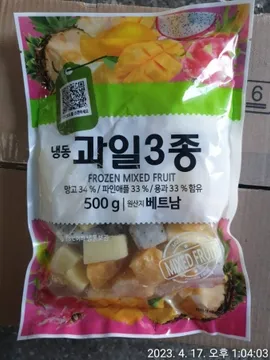 냉동 과일3종
FROZEN MIXED FRUIT
망고 34 % / 파인애플 33 % / 용과 33 % 함유
500 g 원산지 베트남
MIXED FRUIT
6
2023. 4. 17. 오후 1:04:03